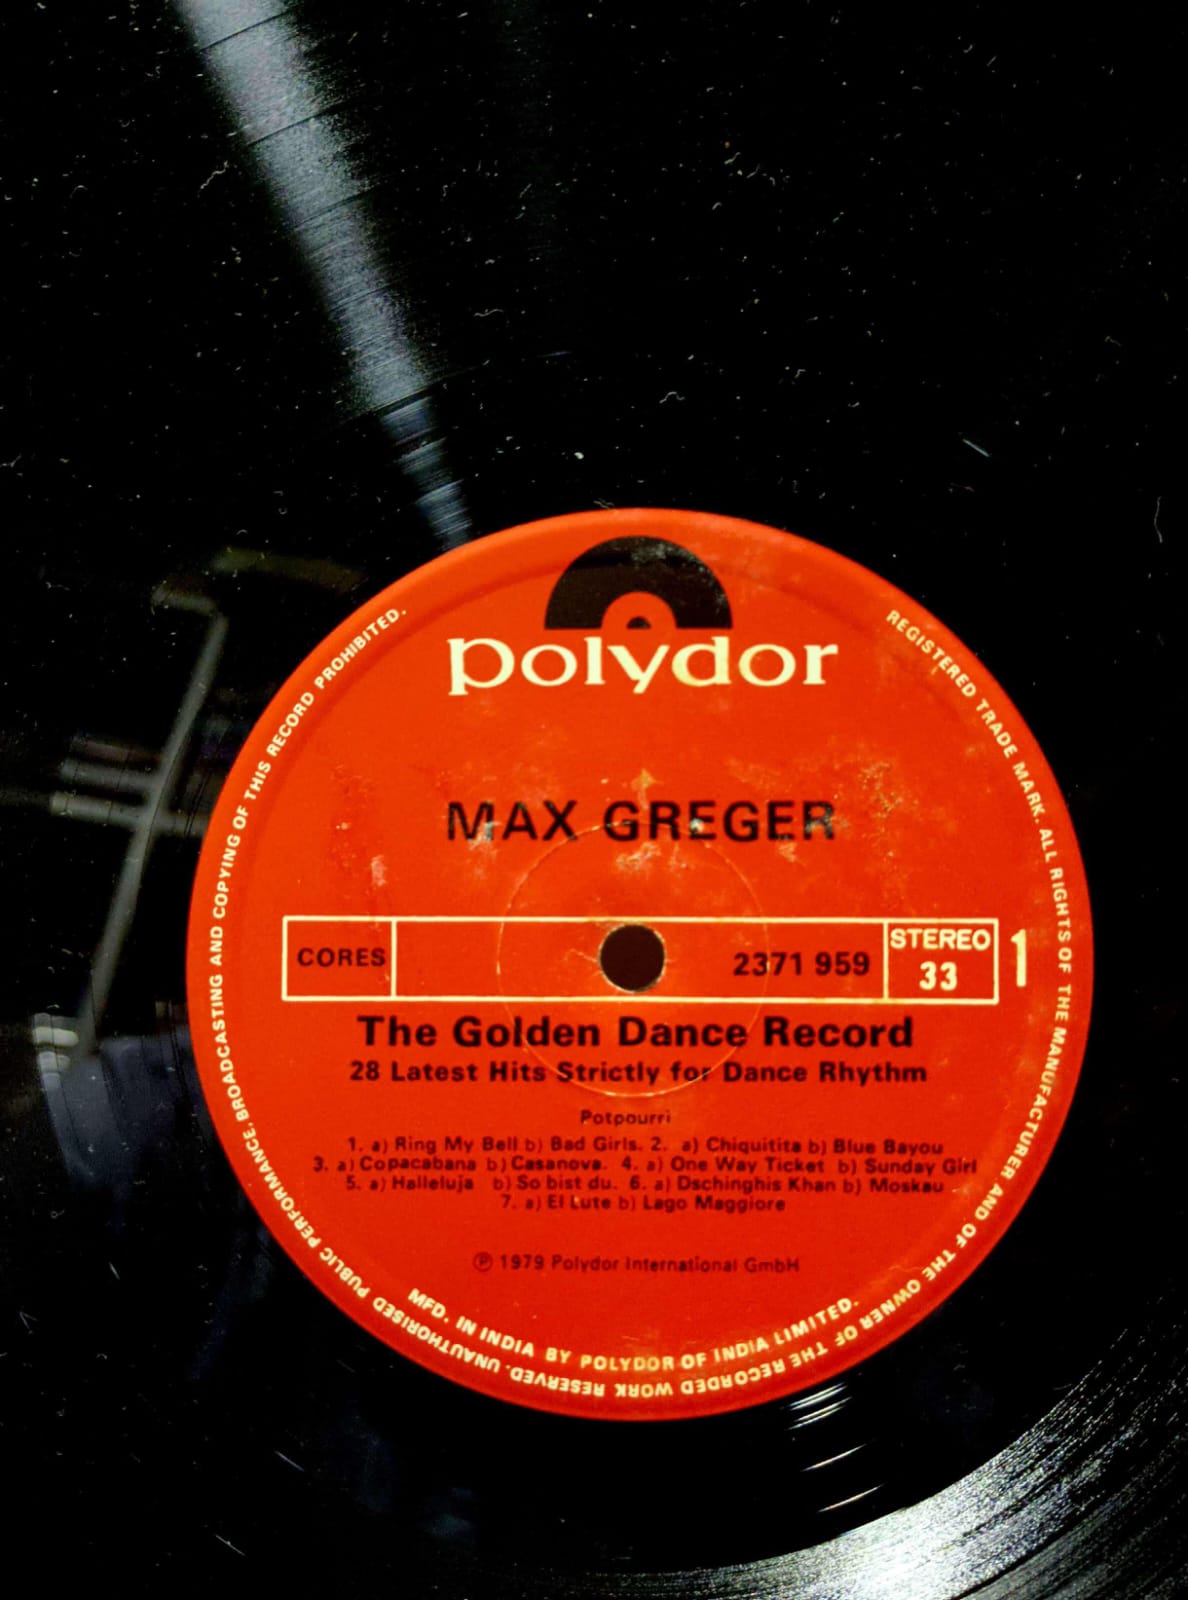 polydor
MAX GREGER
CORES
2371 959
STEREO
33
1
The Golden Dance Record
28 Latest Hits Strictly for Dance Rhythm
Potpourri
1. a) Ring My Bell b) Bad Girls. 2. a) Chiquitita b) Blue Bayou
3. a) Copacabana b) Casanova. 4. a) One Way Ticket b) Sunday Girl
5. a) Halleluja b) So bist du. 6. a) Dschinghis Khan b) Moskau
7. a) El Lute b) Lago Maggiore
℗ 1979 Polydor International GmbH
MFD. IN INDIA BY POLYDOR OF INDIA LIMITED.
REGISTERED TRADE MARK. ALL RIGHTS OF THE MANUFACTURER AND OF THE OWNER OF THE RECORDED WORK RESERVED. UNAUTHORISED PUBLIC PERFORMANCE, BROADCASTING AND COPYING OF THIS RECORD PROHIBITED.